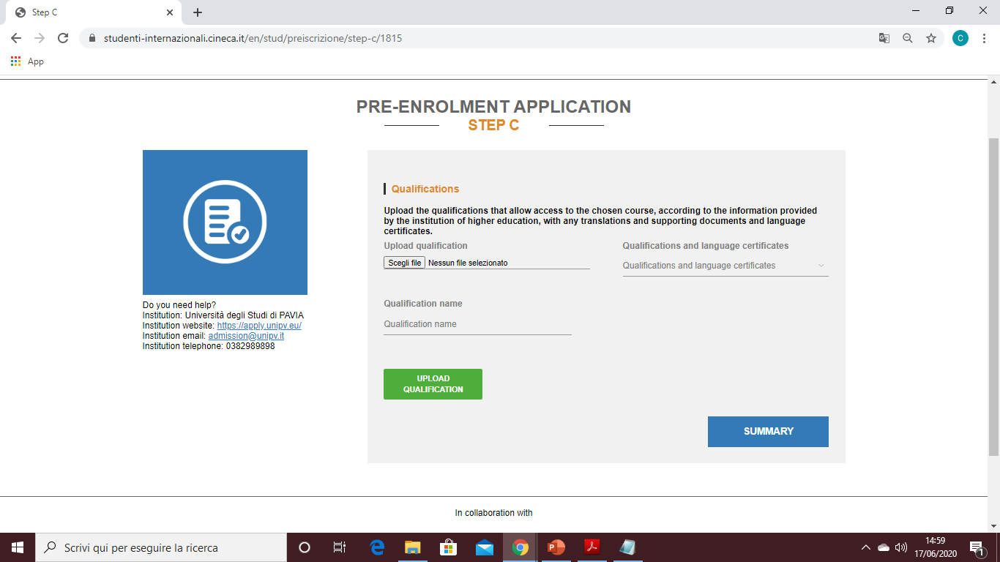 Step C
studenti-internazionali.cineca.it/en/stud/preiscrizione/step-c/1815
C
App
PRE-ENROLMENT APPLICATION
STEP C
Do you need help?
Institution: Università degli Studi di PAVIA
Institution website: https://apply.unipv.eu/
Institution email: admission@unipv.it
Institution telephone: 0382989898
Qualifications
Upload the qualifications that allow access to the chosen course, according to the information provided
by the institution of higher education, with any translations and supporting documents and language
certificates.
Upload qualification
Scegli file Nessun file selezionato
Qualifications and language certificates
Qualifications and language certificates
Qualification name
Qualification name
UPLOAD
QUALIFICATION
SUMMARY
In collaboration with
Scrivi qui per eseguire la ricerca
14:59
17/06/2020
1